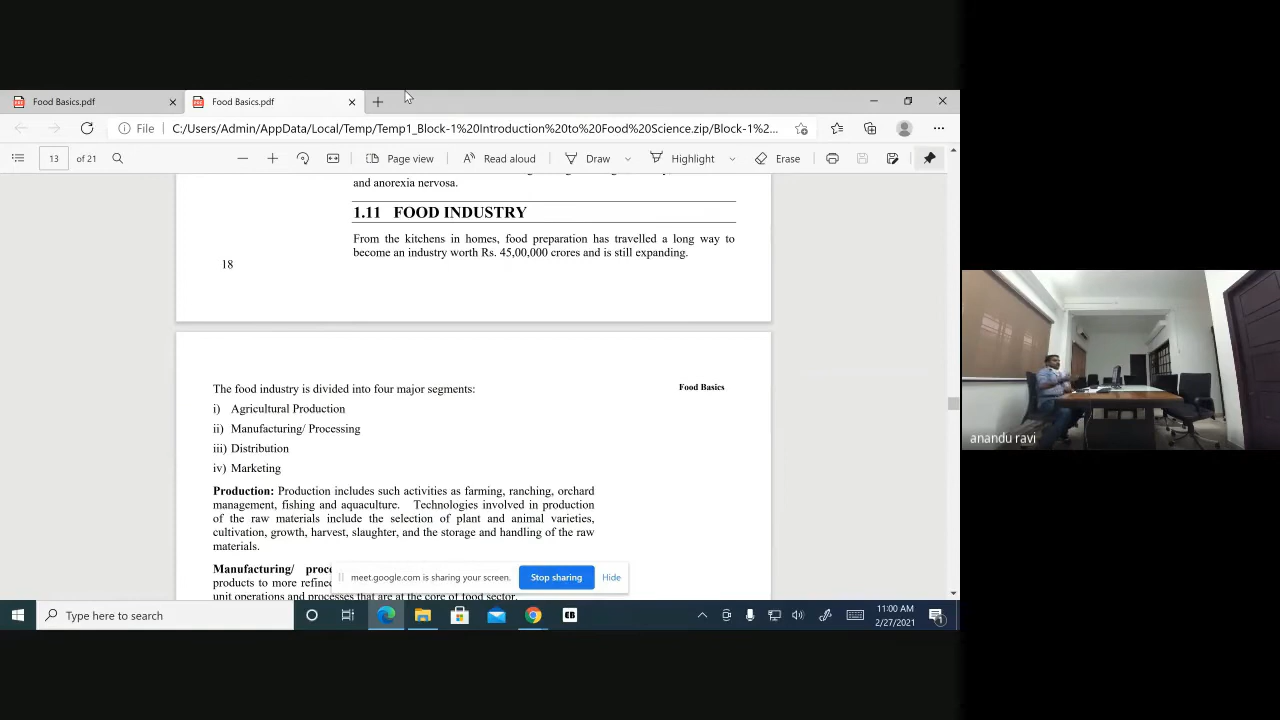 Food Basics.pdf
Food Basics.pdf
File
C:/Users/Admin/AppData/Local/Temp/Temp1_Block-1%20Introduction%20to%20Food%20Science.zip/Block-1%2...
13 of 21
Page view
Read aloud
Draw
Highlight
Erase
and anorexia nervosa.
1.11 FOOD INDUSTRY
From the kitchens in homes, food preparation has travelled a long way to
become an industry worth Rs. 45,00,000 crores and is still expanding.
18
The food industry is divided into four major segments:
Food Basics
i) Agricultural Production
ii) Manufacturing/ Processing
iii) Distribution
iv) Marketing
Production: Production includes such activities as farming, ranching, orchard
management, fishing and aquaculture. Technologies involved in production
of the raw materials include the selection of plant and animal varieties,
cultivation, growth, harvest, slaughter, and the storage and handling of the raw
materials.
Manufacturing/ proce
products to more refined
unit operations and processes that are at the core of food sector.
meet.google.com is sharing your screen.
Stop sharing
Hide
anandu ravi
Type here to search
11:00 AM
2/27/2021